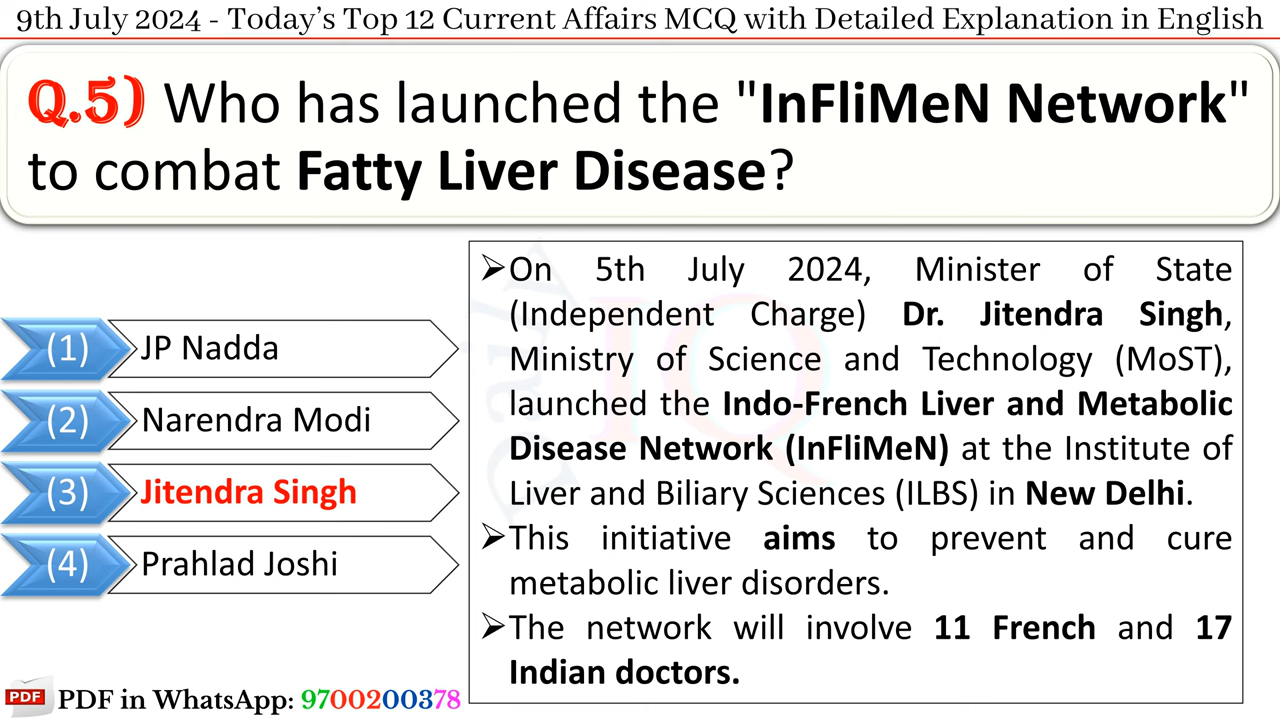 9th July 2024 - Today’s Top 12 Current Affairs MCQ with Detailed Explanation in English
Q.5) Who has launched the "InFliMeN Network"
to combat Fatty Liver Disease?
(1) JP Nadda
(2) Narendra Modi
(3) Jitendra Singh
(4) Prahlad Joshi
➢On 5th July 2024, Minister of State
(Independent Charge) Dr. Jitendra Singh,
Ministry of Science and Technology (MoST),
launched the Indo-French Liver and Metabolic
Disease Network (InFliMeN) at the Institute of
Liver and Biliary Sciences (ILBS) in New Delhi.
➢This initiative aims to prevent and cure
metabolic liver disorders.
➢The network will involve 11 French and 17
Indian doctors.
Daily
IQ
PDF PDF in WhatsApp: 9700200378